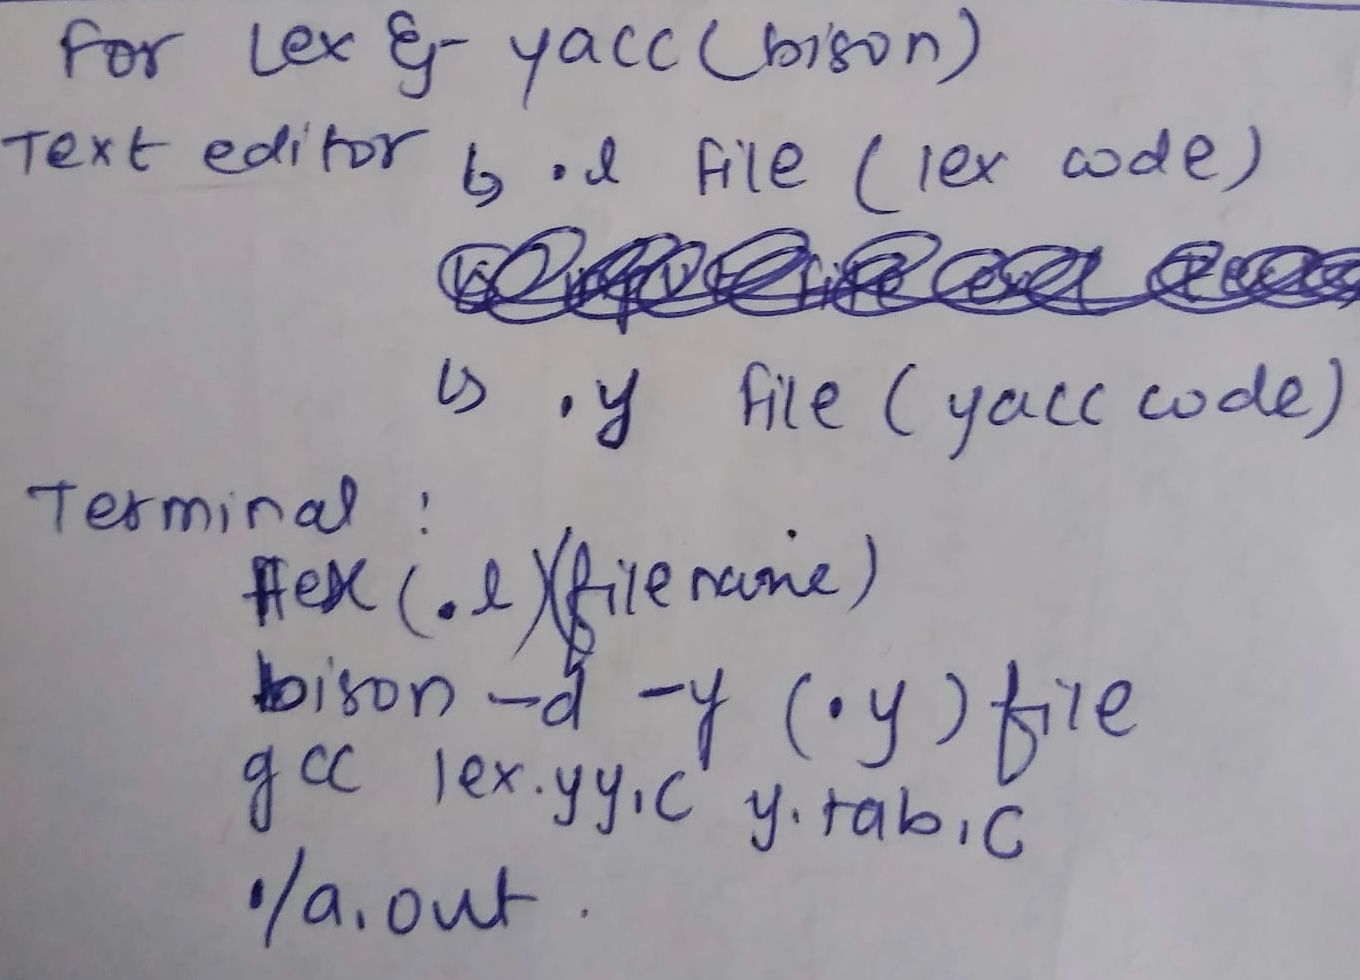 For Lex & yacc (bison)
Text editor ↳ .l file (lex code)
↳ .y file (yacc code)
Terminal :
flex (.l)(filename)
bison -d -y (.y) file
gcc lex.yy.c y.tab.c
./a.out.